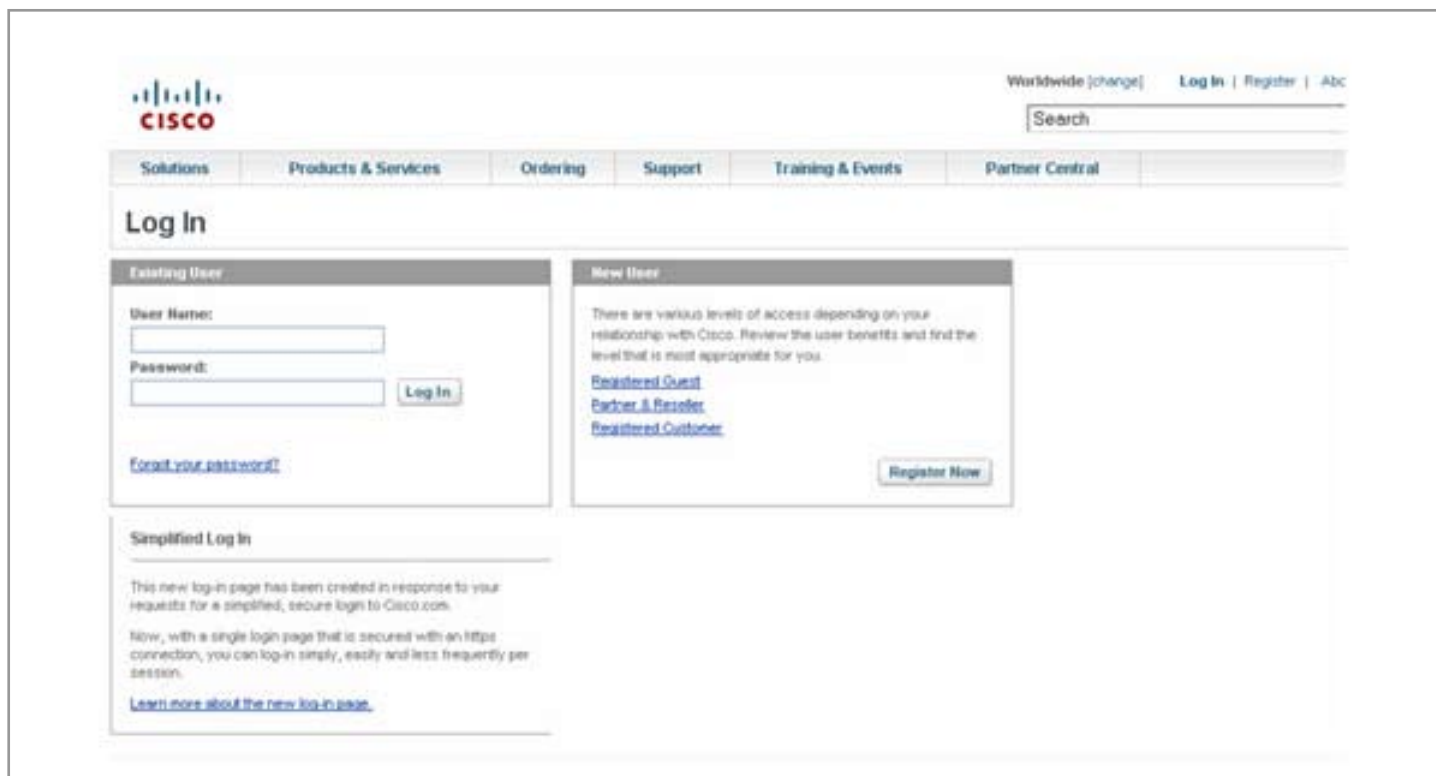 Worldwide [change] Log In | Register | Abo
CISCO
Search
Solutions Products & Services Ordering Support Training & Events Partner Central
Log In
Existing User
User Name:
Password:
Log In
Forgot your password?
New User
There are various levels of access depending on your
relationship with Cisco. Review the user benefits and find the
level that is most appropriate for you.
Registered Guest
Partner & Reseller
Registered Customer
Register Now
Simplified Log In
This new log-in page has been created in response to your
requests for a simplified, secure login to Cisco.com.
Now, with a single login page that is secured with an https
connection, you can log-in simply, easily and less frequently per
session.
Learn more about the new log-in page.